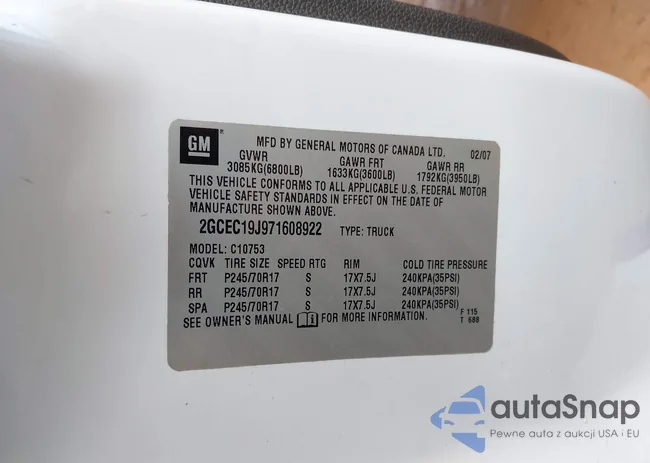 GM
MFD BY GENERAL MOTORS OF CANADA LTD. 02/07
GVWR GAWR FRT GAWR RR
3085KG(6800LB) 1633KG(3600LB) 1792KG(3950LB)
THIS VEHICLE CONFORMS TO ALL APPLICABLE U.S. FEDERAL MOTOR
VEHICLE SAFETY STANDARDS IN EFFECT ON THE DATE OF
MANUFACTURE SHOWN ABOVE.
2GCEC19J971608922 TYPE: TRUCK
MODEL: C10753
CQVK TIRE SIZE SPEED RTG RIM COLD TIRE PRESSURE
FRT P245/70R17 S 17X7.5J 240KPA(35PSI)
RR P245/70R17 S 17X7.5J 240KPA(35PSI)
SPA P245/70R17 S 17X7.5J 240KPA(35PSI)
SEE OWNER'S MANUAL FOR MORE INFORMATION. F 115
T 688
autaSnap
Pewne auta z aukcji USA i EU